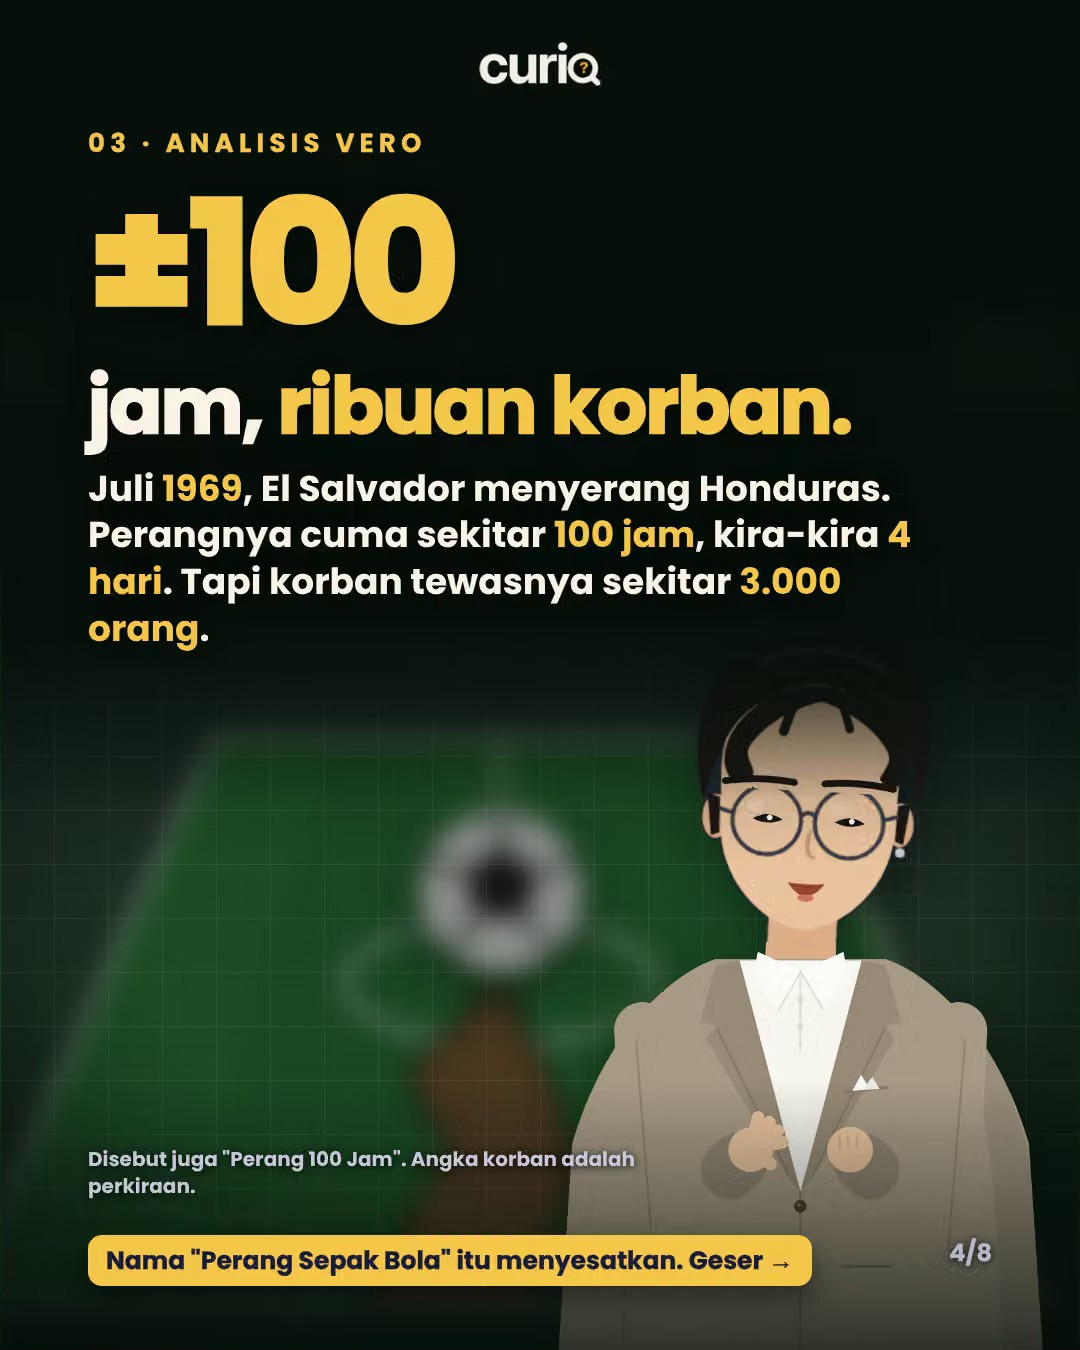 curiQ
03 · ANALISIS VERO
±100
jam, ribuan korban.
Juli 1969, El Salvador menyerang Honduras.
Perangnya cuma sekitar 100 jam, kira-kira 4
hari. Tapi korban tewasnya sekitar 3.000
orang.
Disebut juga "Perang 100 Jam". Angka korban adalah
perkiraan.
Nama "Perang Sepak Bola" itu menyesatkan. Geser →
4/8